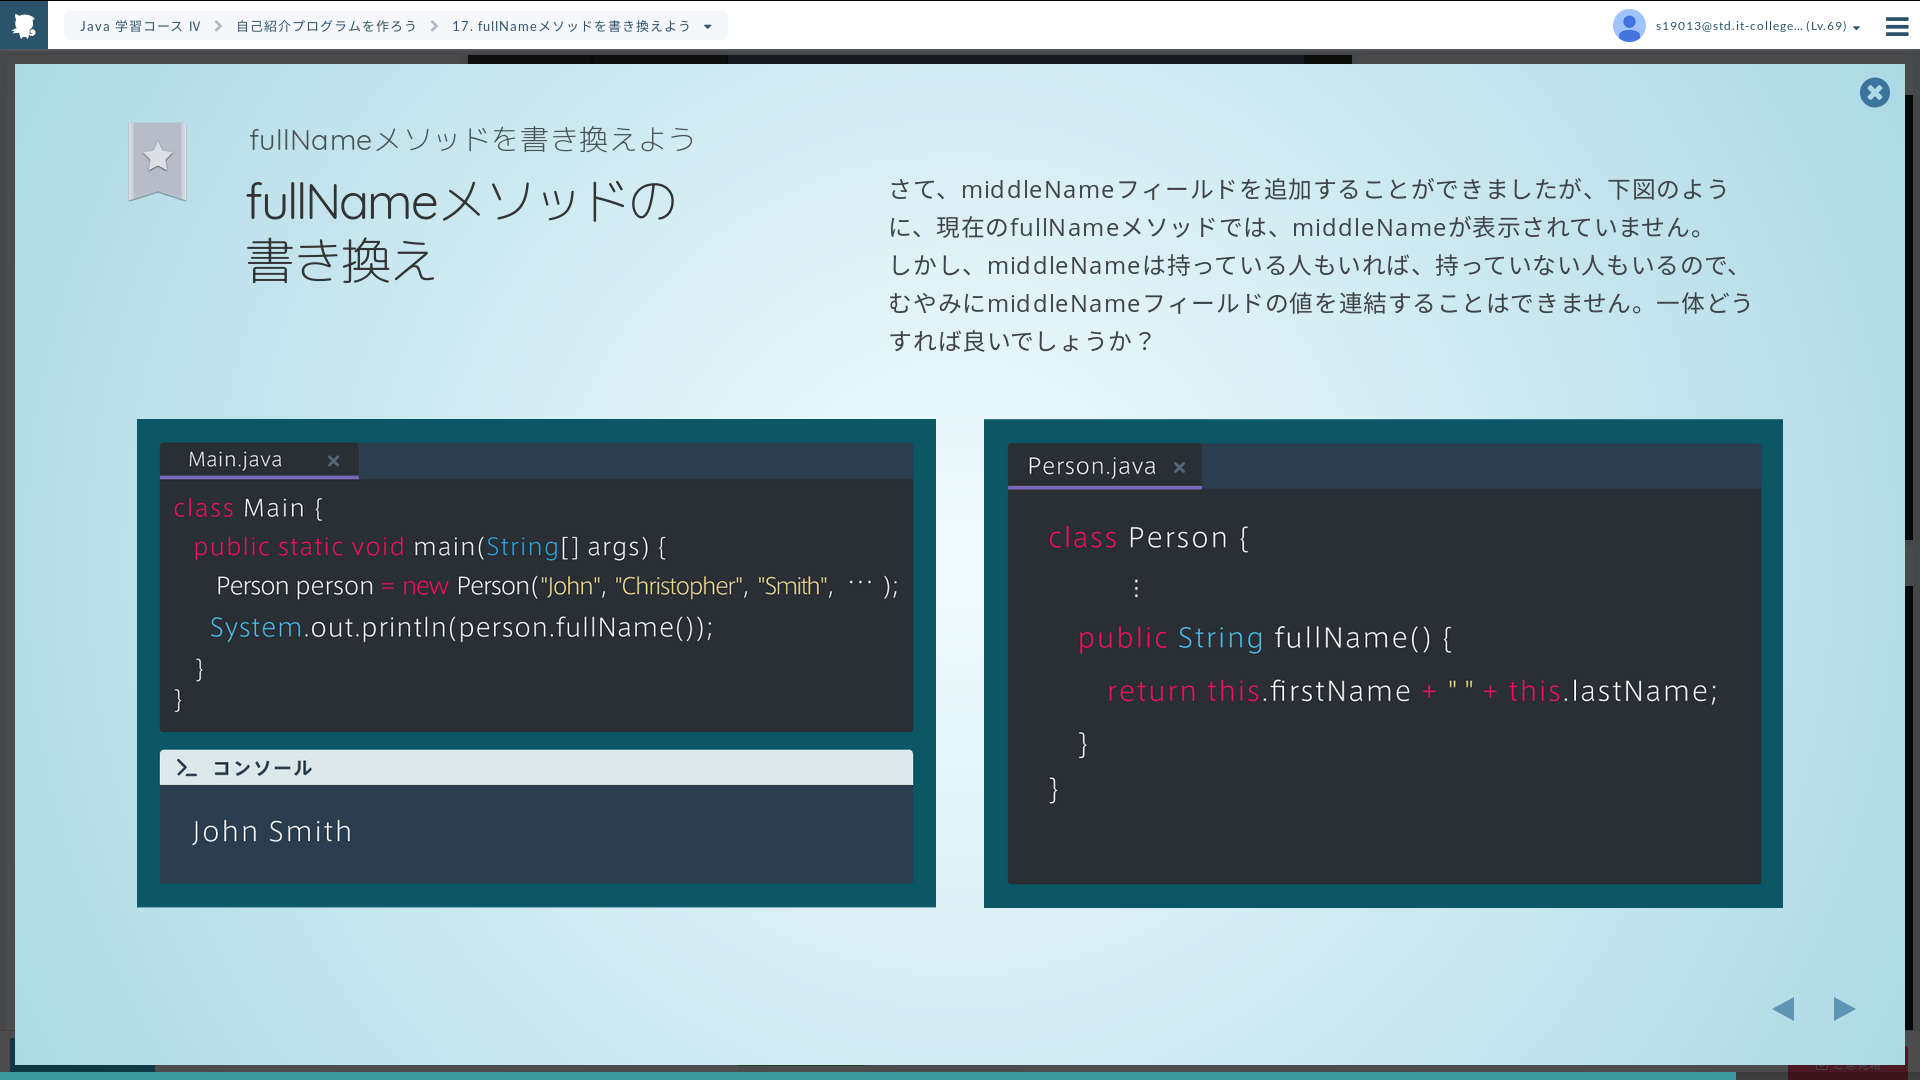 Java 学習コース Ⅳ 自己紹介プログラムを作ろう 17. fullNameメソッドを書き換えよう
s19013@std.it-college... (Lv.69)
fullNameメソッドを書き換えよう
fullNameメソッドの
書き換え
さて、middleNameフィールドを追加することができましたが、下図のよう
に、現在のfullNameメソッドでは、middleNameが表示されていません。
しかし、middleNameは持っている人もいれば、持っていない人もいるので、
むやみにmiddleNameフィールドの値を連結することはできません。一体どう
すれば良いでしょうか？
Main.java
class Main {
public static void main(String[] args) {
Person person = new Person("John", "Christopher", "Smith", … );
System.out.println(person.fullName());
}
}
コンソール
John Smith
Person.java
class Person {
⋮
public String fullName() {
return this.firstName + " " + this.lastName;
}
}